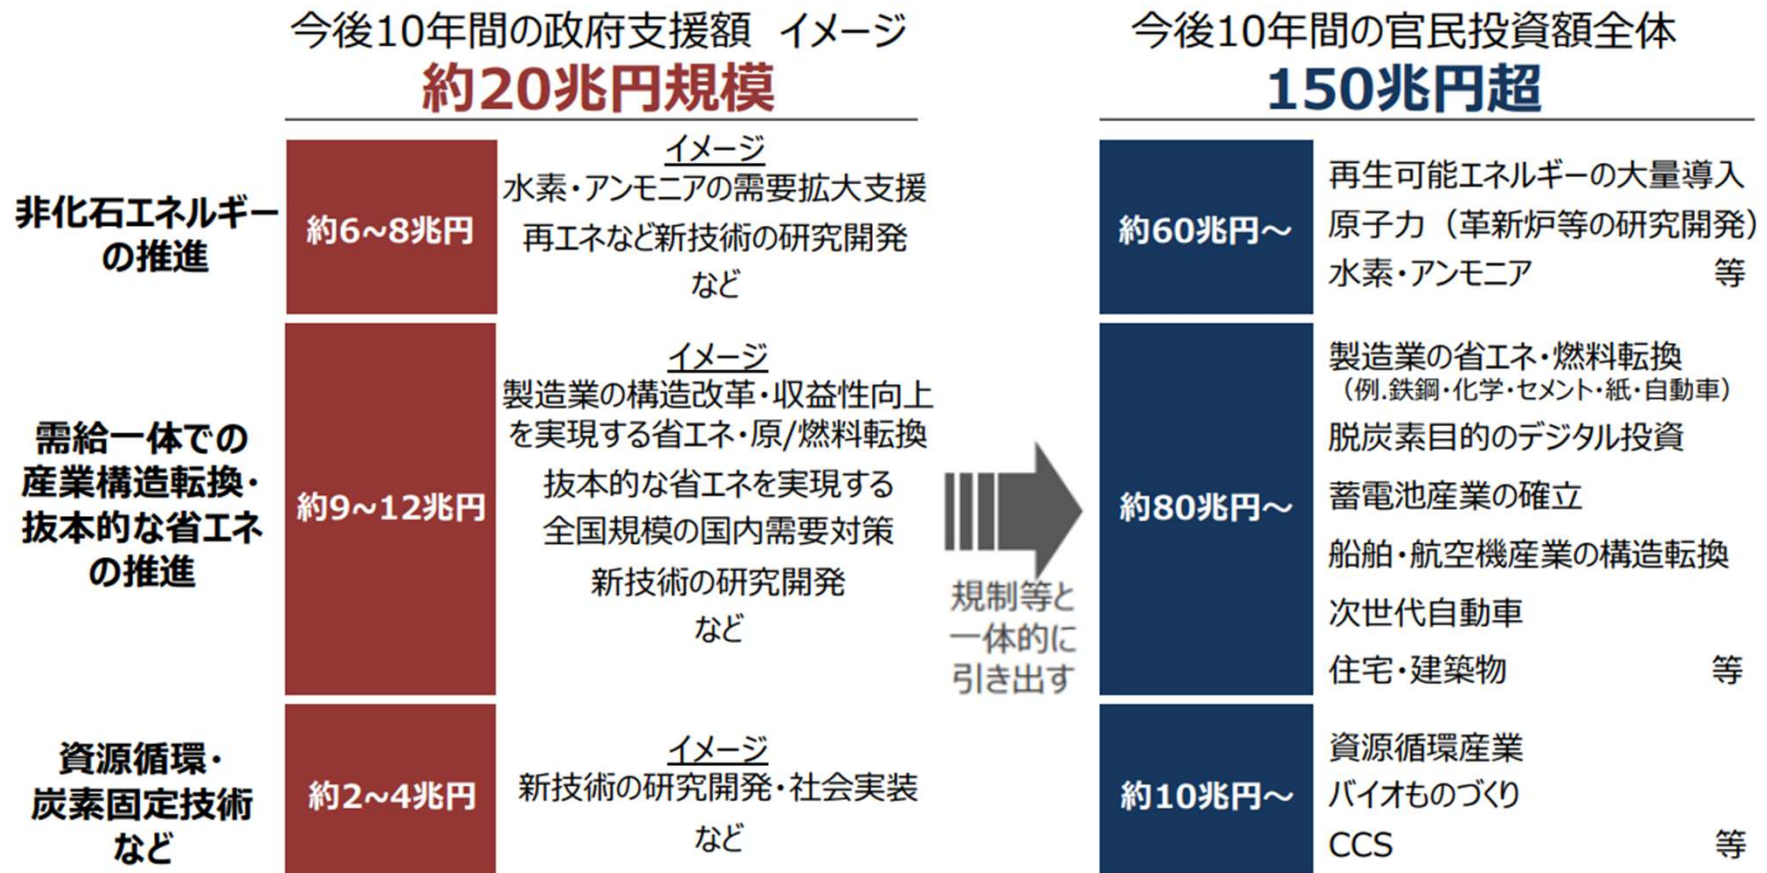 今後10年間の政府支援額 イメージ
約20兆円規模
今後10年間の官民投資額全体
150兆円超
非化石エネルギー
の推進
約6~8兆円
イメージ
水素・アンモニアの需要拡大支援
再エネなど新技術の研究開発
など
約60兆円～
再生可能エネルギーの大量導入
原子力（革新炉等の研究開発）
水素・アンモニア 等
需給一体での
産業構造転換・
抜本的な省エネ
の推進
約9~12兆円
イメージ
製造業の構造改革・収益性向上
を実現する省エネ・原/燃料転換
抜本的な省エネを実現する
全国規模の国内需要対策
新技術の研究開発
など
規制等と
一体的に
引き出す
約80兆円～
製造業の省エネ・燃料転換
（例.鉄鋼・化学・セメント・紙・自動車）
脱炭素目的のデジタル投資
蓄電池産業の確立
船舶・航空機産業の構造転換
次世代自動車
住宅・建築物 等
資源循環・
炭素固定技術
など
約2~4兆円
イメージ
新技術の研究開発・社会実装
など
約10兆円～
資源循環産業
バイオものづくり
CCS 等